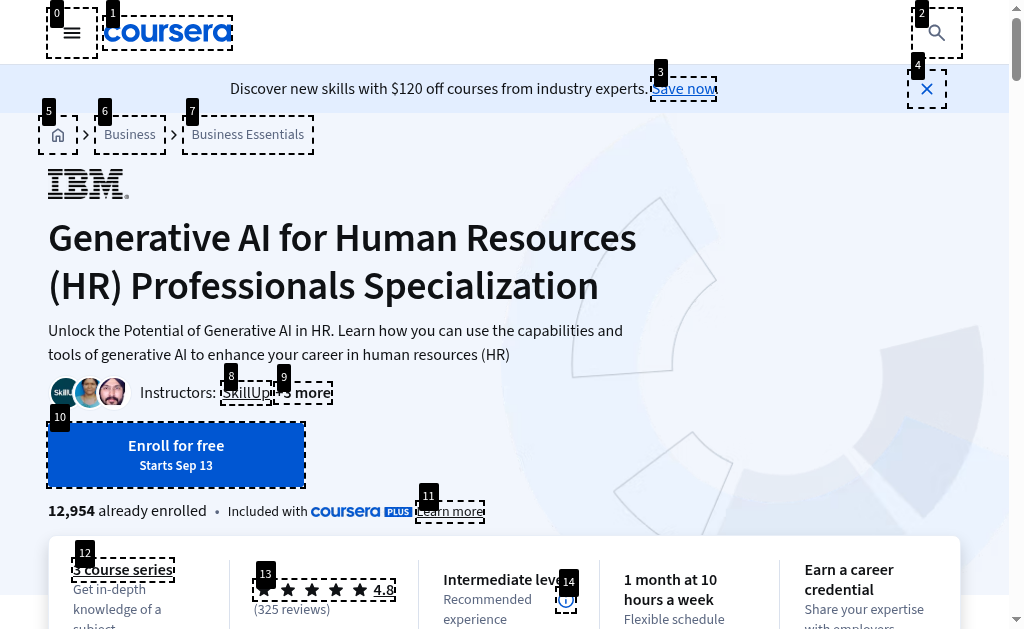 coursera
Discover new skills with $120 off courses from industry experts. Save now
Business
Business Essentials
IBM
Generative AI for Human Resources
(HR) Professionals Specialization
Unlock the Potential of Generative AI in HR. Learn how you can use the capabilities and
tools of generative AI to enhance your career in human resources (HR)
Instructors: SkillUp +3 more
Enroll for free
Starts Sep 13
12,954 already enrolled • Included with coursera PLUS Learn more
3 course series
Get in-depth
knowledge of a
4.8
(325 reviews)
Intermediate level
Recommended
experience
1 month at 10
hours a week
Flexible schedule
Earn a career
credential
Share your expertise
with employers
0
1
2
3
4
5
6
7
8
9
10
11
12
13
14